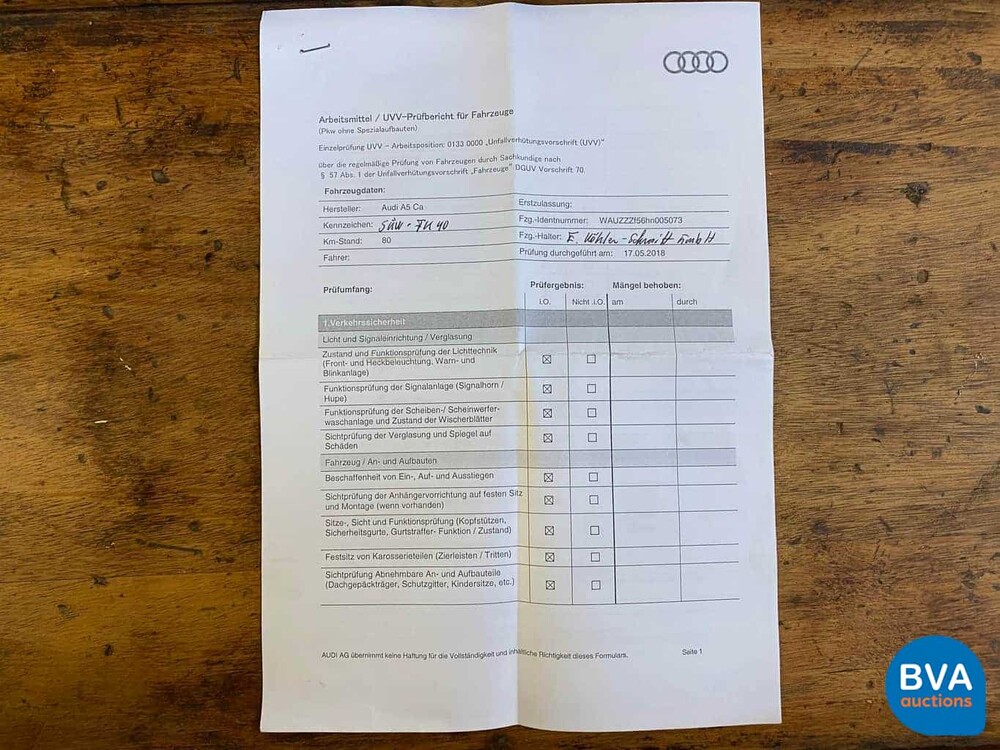 Arbeitsmittel / UVV-Prüfbericht für Fahrzeuge
(Pkw ohne Spezialaufbauten)
Einzelprüfung UVV - Arbeitsposition: 0133 0000 „Unfallverhütungsvorschrift (UVV)"
über die regelmäßige Prüfung von Fahrzeugen durch Sachkundige nach
§ 57 Abs. 1 der Unfallverhütungsvorschrift „Fahrzeuge" DGUV Vorschrift 70.
Fahrzeugdaten:
Hersteller: Audi A5 Ca Erstzulassung:
Kennzeichen: SÜW - FK 40 Fzg.-Identnummer: WAUZZZ!56hn005073
Km-Stand: 80 Fzg.-Halter: E. Köhler-Schmitt GmbH
Fahrer: Prüfung durchgeführt am: 17.05.2018
Prüfumfang: Prüfergebnis: Mängel behoben:
i.O. Nicht .i.O. am durch
1.Verkehrssicherheit
Licht und Signaleinrichtung / Verglasung
Zustand und Funktionsprüfung der Lichttechnik
(Front- und Heckbeleuchtung, Warn- und
Blinkanlage)
Funktionsprüfung der Signalanlage (Signalhorn /
Hupe)
Funktionsprüfung der Scheiben-/ Scheinwerfer-
waschanlage und Zustand der Wischerblätter
Sichtprüfung der Verglasung und Spiegel auf
Schäden
Fahrzeug / An- und Aufbauten
Beschaffenheit von Ein-, Auf- und Ausstiegen
Sichtprüfung der Anhängervorrichtung auf festen Sitz
und Montage (wenn vorhanden)
Sitze-, Sicht und Funktionsprüfung (Kopfstützen,
Sicherheitsgurte, Gurtstraffer- Funktion / Zustand)
Festsitz von Karosserieteilen (Zierleisten / Tritten)
Sichtprüfung Abnehmbare An- und Aufbauteile
(Dachgepäckträger, Schutzgitter, Kindersitze, etc.)
AUDI AG übernimmt keine Haftung für die Vollständigkeit und inhaltliche Richtigkeit dieses Formulars. Seite 1
BVA
auctions